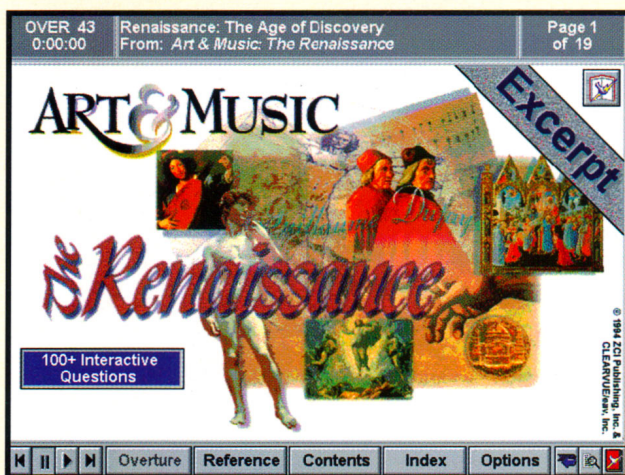 OVER 43
0:00:00
Renaissance: The Age of Discovery
From: Art & Music: The Renaissance
Page 1
of 19
ART & MUSIC
Excerpt
Guillaume Dufay
The Renaissance
100+ Interactive
Questions
© 1994 ZCI Publishing, Inc. &
CLEARVUE/eav, Inc.
Overture
Reference
Contents
Index
Options